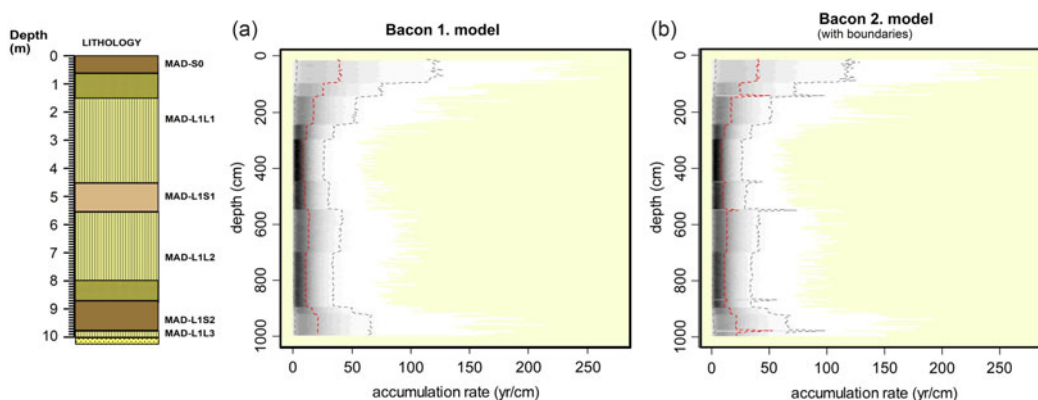 Depth
(m)
LITHOLOGY
0
1
2
3
4
5
6
7
8
9
10
MAD-S0
MAD-L1L1
MAD-L1S1
MAD-L1L2
MAD-L1S2
MAD-L1L3
(a)
Bacon 1. model
depth (cm)
0
200
400
600
800
1000
0 50 100 150 200 250
accumulation rate (yr/cm)
(b)
Bacon 2. model
(with boundaries)
depth (cm)
0
200
400
600
800
1000
0 50 100 150 200 250
accumulation rate (yr/cm)